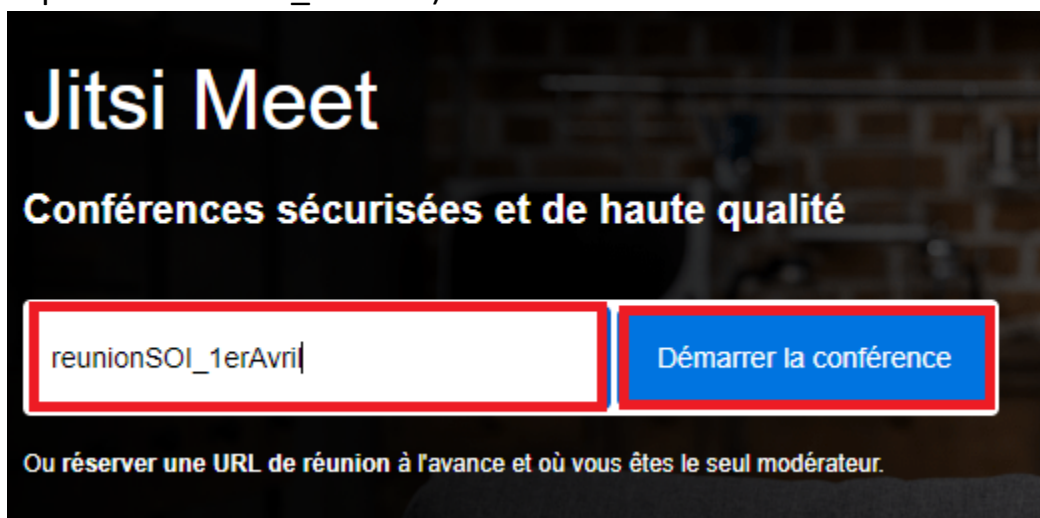 Jitsi Meet
Conférences sécurisées et de haute qualité
reunionSOI_1erAvril
Démarrer la conférence
Ou réserver une URL de réunion à l'avance et où vous êtes le seul modérateur.